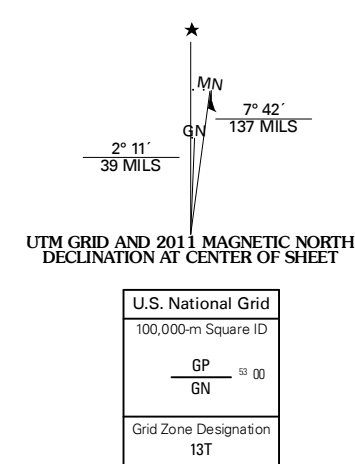 ★
MN
GN
7° 42´
137 MILS
2° 11´
39 MILS
UTM GRID AND 2011 MAGNETIC NORTH
DECLINATION AT CENTER OF SHEET
U.S. National Grid
100,000-m Square ID
GP
53 00
GN
Grid Zone Designation
13T